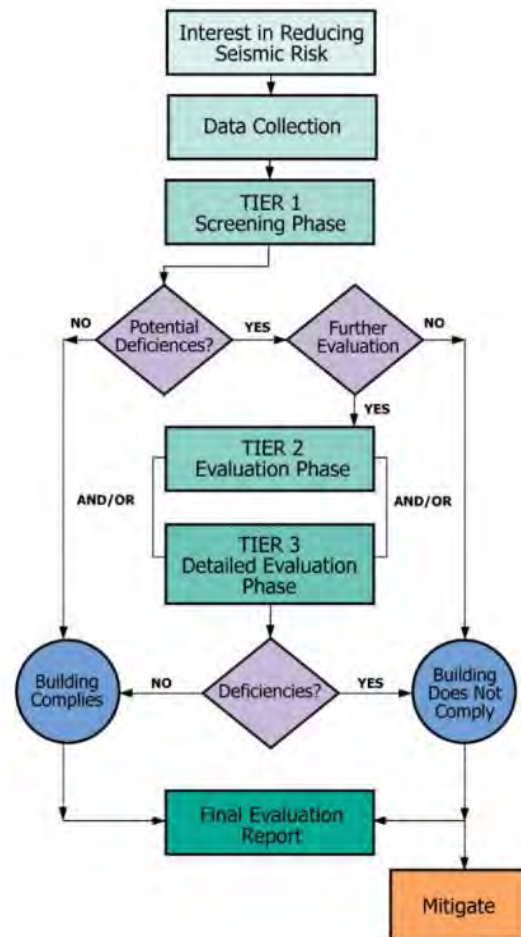 Interest in Reducing
Seismic Risk
Data Collection
TIER 1
Screening Phase
NO
Potential
Deficiences?
YES
Further
Evaluation
NO
YES
TIER 2
Evaluation Phase
AND/OR
AND/OR
TIER 3
Detailed Evaluation
Phase
Building
Complies
NO
Deficiencies?
YES
Building
Does Not
Comply
Final Evaluation
Report
Mitigate